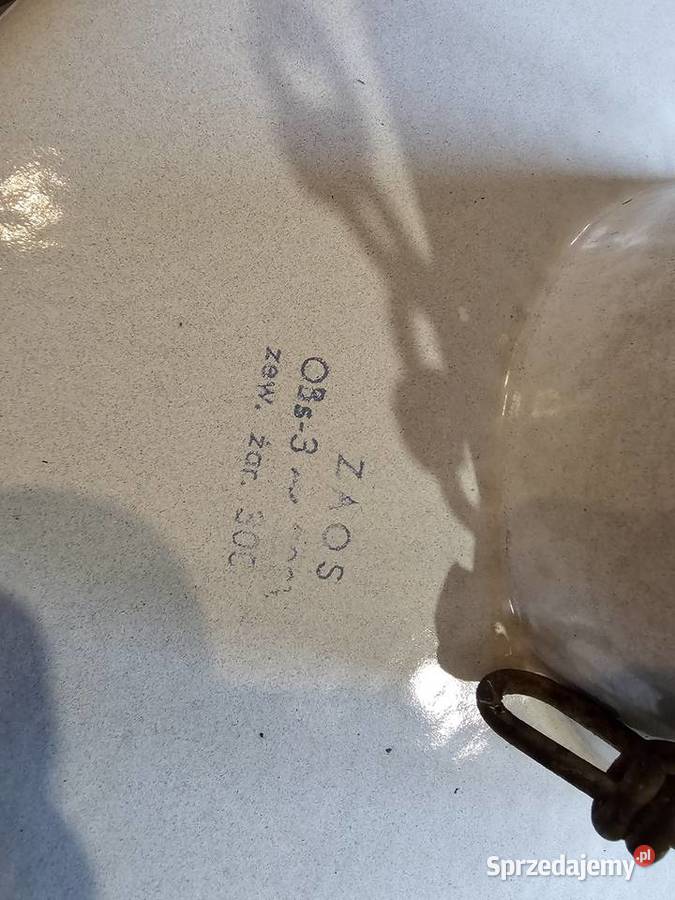 ZAOS
OBs-3
zew. żar. 300
Sprzedajemy.pl